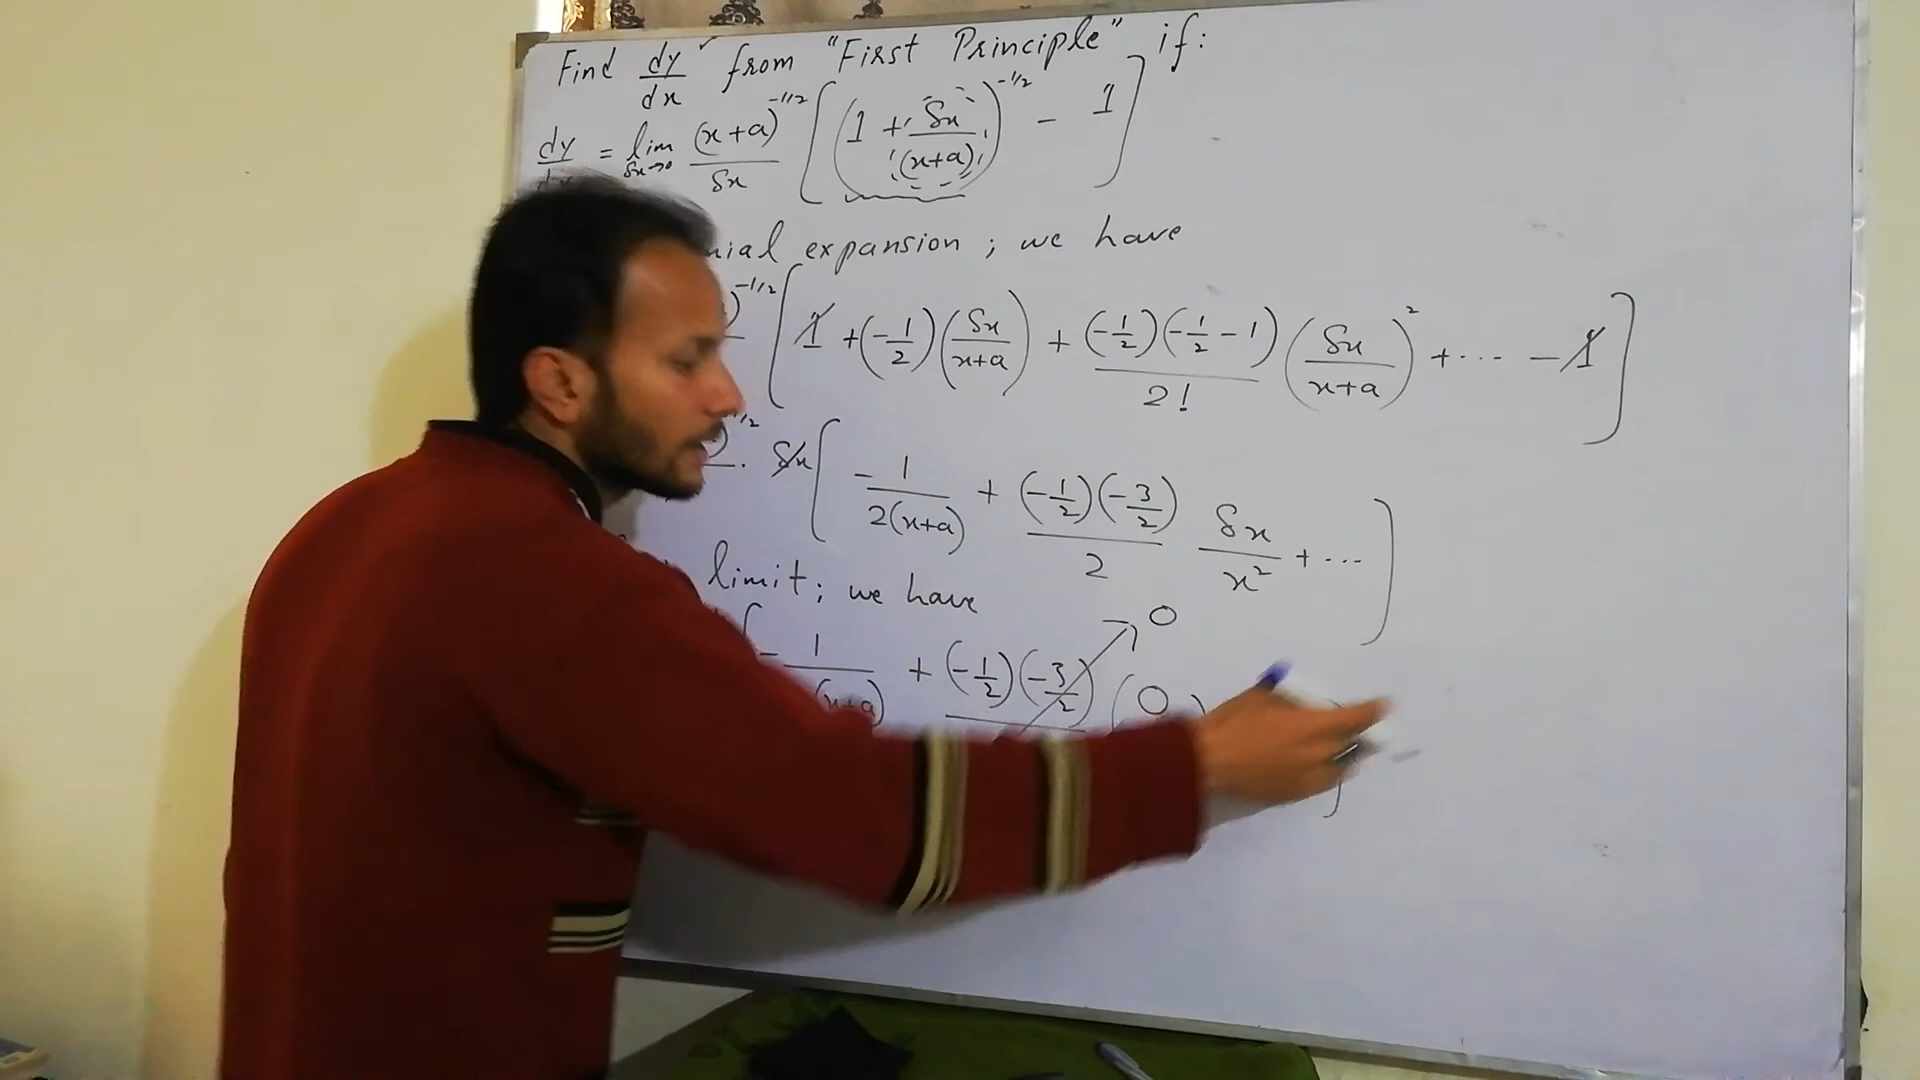 Find dy/dx from "First Principle" if:
dy/dx = lim δx→0 (x+a)^-1/2 / δx [(1 + δx/(x+a))^-1/2 - 1]
nial expansion ; we have
)^-1/2 [1 + (-1/2)(δx/x+a) + (-1/2)(-1/2 - 1)/2! (δx/x+a)^2 + ... - 1]
)^1/2 . δx [-1/2(x+a) + (-1/2)(-3/2)/2 δx/x^2 + ...]
limit; we have
[-1/(x+a) + (-1/2)(-3/2) (0 → 0